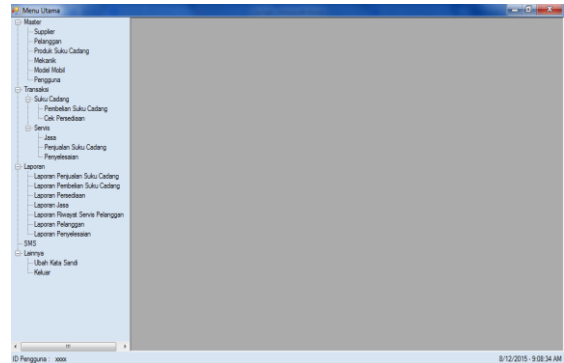 Menu Utama
Master
Supplier
Pelanggan
Produk Suku Cadang
Mekanik
Model Mobil
Pengguna
Transaksi
Suku Cadang
Pembelian Suku Cadang
Cek Persediaan
Servis
Jasa
Penjualan Suku Cadang
Penyelesaian
Laporan
Laporan Penjualan Suku Cadang
Laporan Pembelian Suku Cadang
Laporan Persediaan
Laporan Jasa
Laporan Riwayat Servis Pelanggan
Laporan Pelanggan
Laporan Penyelesaian
SMS
Lainnya
Ubah Kata Sandi
Keluar
ID Pengguna : xxxx
8/12/2015 - 9:08:34 AM